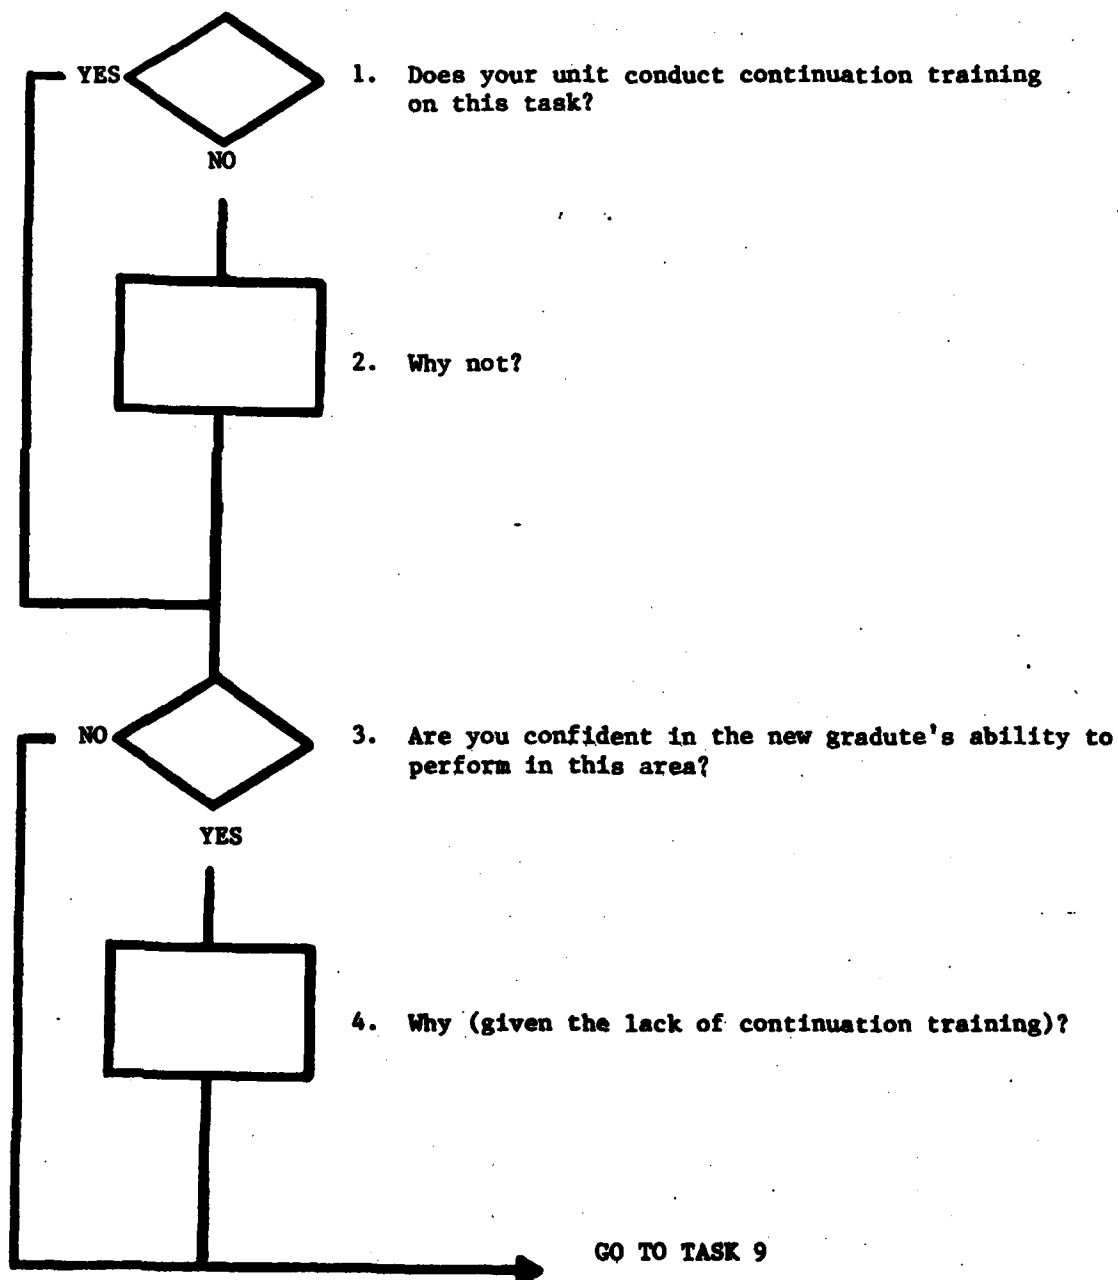 YES
1. Does your unit conduct continuation training
on this task?
NO
2. Why not?
NO
3. Are you confident in the new gradute's ability to
perform in this area?
YES
4. Why (given the lack of continuation training)?
GO TO TASK 9